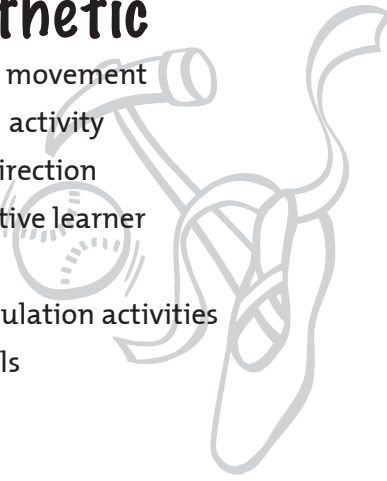 thetic
movement
activity
irection
tive learner
ulation activities
ls